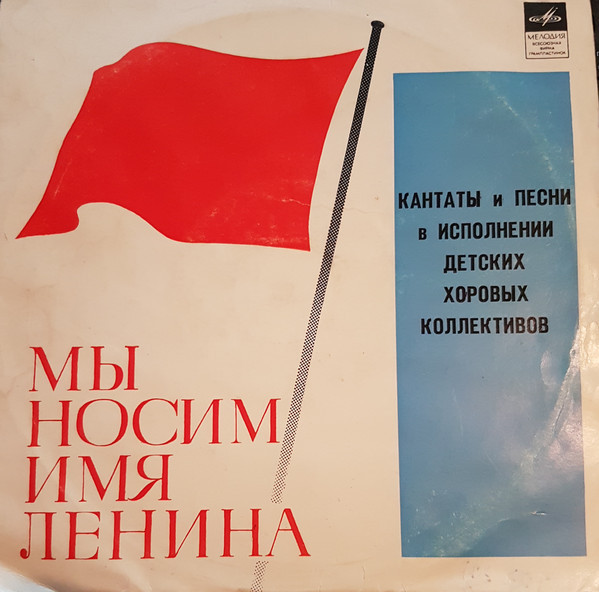 МЕЛОДИЯ
ВСЕСОЮЗНАЯ
ФИРМА
ГРАМПЛАСТИНОК
КАНТАТЫ и ПЕСНИ
в ИСПОЛНЕНИИ
ДЕТСКИХ
ХОРОВЫХ
КОЛЛЕКТИВОВ
МЫ
НОСИМ
ИМЯ
ЛЕНИНА